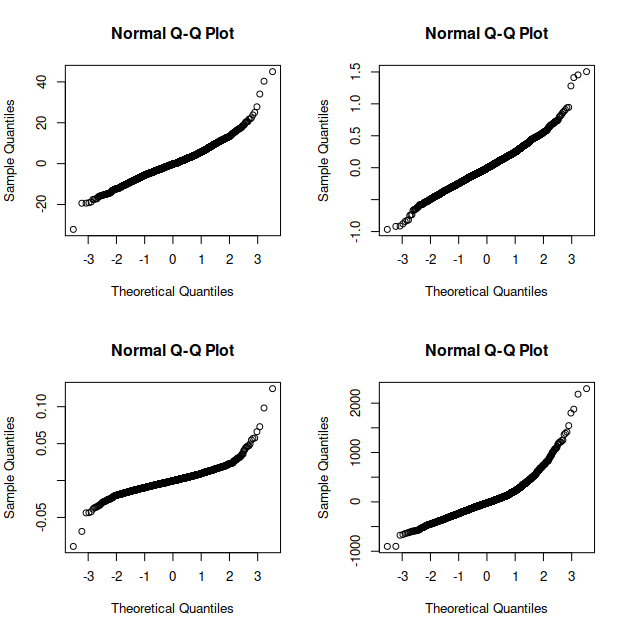 Normal Q-Q Plot
Sample Quantiles
40
20
0
-20
-3 -2 -1 0 1 2 3
Theoretical Quantiles
Normal Q-Q Plot
Sample Quantiles
1.5
1.0
0.5
0.0
-1.0
-3 -2 -1 0 1 2 3
Theoretical Quantiles
Normal Q-Q Plot
Sample Quantiles
0.10
0.05
-0.05
-3 -2 -1 0 1 2 3
Theoretical Quantiles
Normal Q-Q Plot
Sample Quantiles
2000
1000
0
-1000
-3 -2 -1 0 1 2 3
Theoretical Quantiles